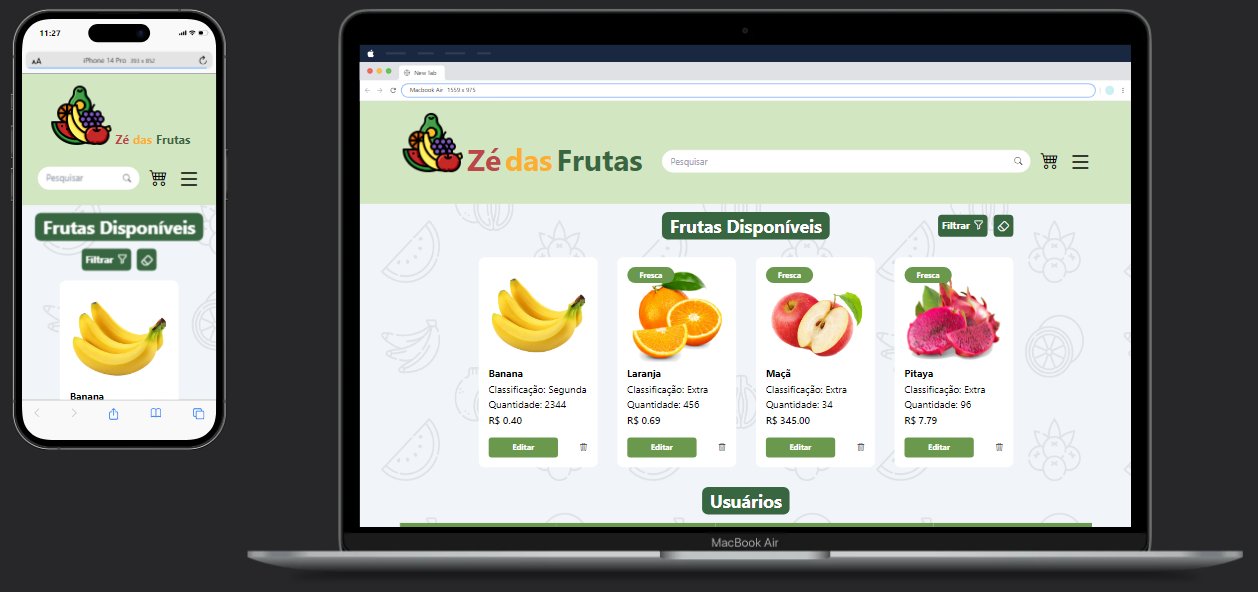 11:27
AA
iPhone 14 Pro 393 x 852
Zé das Frutas
Pesquisar
Frutas Disponíveis
Filtrar
Banana
New Tab
Macbook Air 1559 x 975
Zé das Frutas
Pesquisar
Frutas Disponíveis
Filtrar
Banana
Classificação: Segunda
Quantidade: 2344
R$ 0.40
Editar
Fresca
Laranja
Classificação: Extra
Quantidade: 456
R$ 0.69
Editar
Fresca
Maçã
Classificação: Extra
Quantidade: 34
R$ 345.00
Editar
Fresca
Pitaya
Classificação: Extra
Quantidade: 96
R$ 7.79
Editar
Usuários
MacBook Air